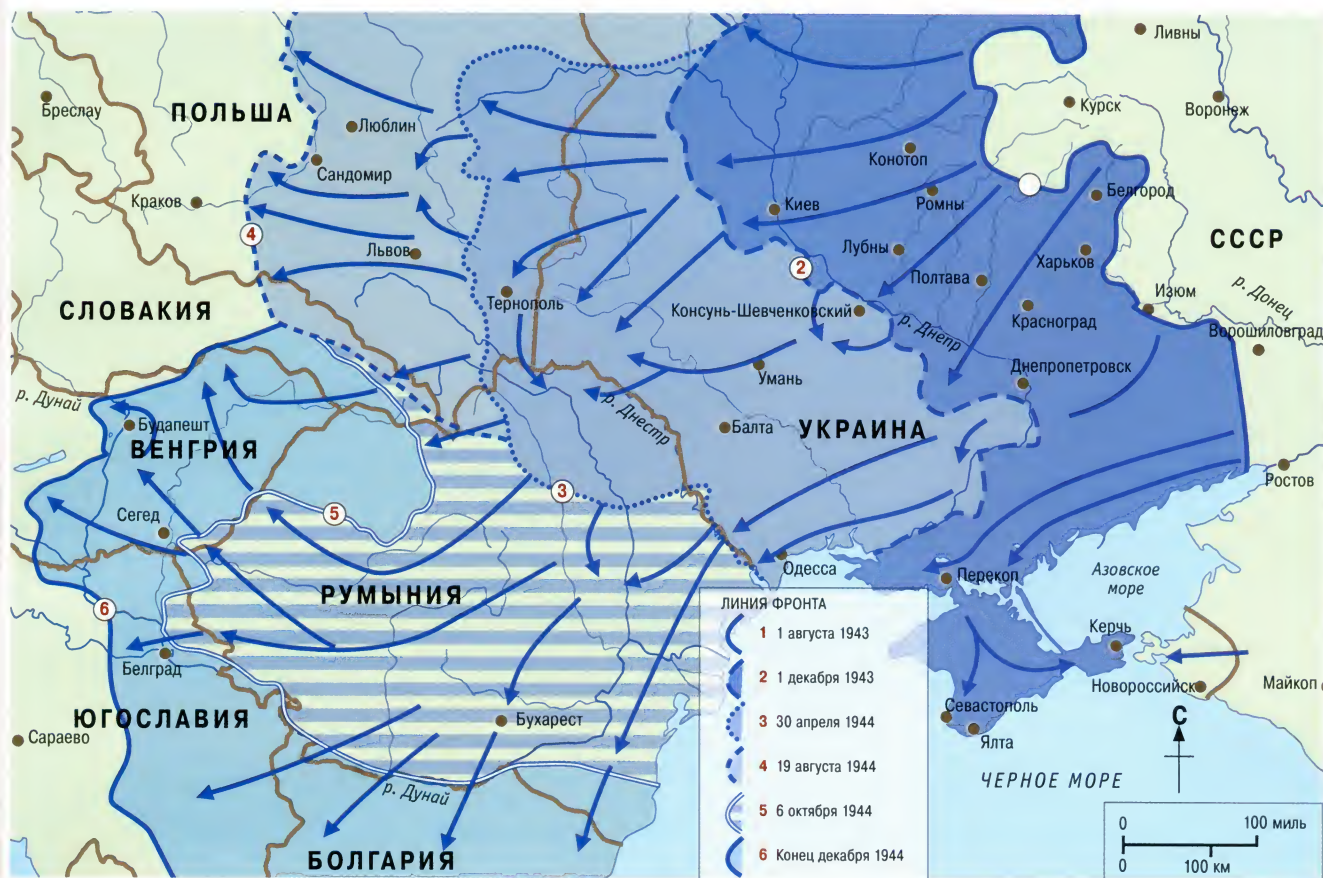 Ливны
Бреслау
ПОЛЬША
Курск
Воронеж
Люблин
Конотоп
Сандомир
Белгород
Краков
Киев
Ромны
4
Львов
Лубны
Харьков
СССР
2
Полтава
Изюм
р. Донец
СЛОВАКИЯ
Тернополь
Консунь-Шевченковский
Красноград
р. Днепр
Ворошиловград
Умань
Днепропетровск
р. Дунай
р. Днестр
Будапешт
Балта
УКРАИНА
ВЕНГРИЯ
Ростов
3
Сегед
5
Одесса
Азовское
море
Перекоп
РУМЫНИЯ
6
Керчь
Белград
Новороссийск
Майкоп
ЮГОСЛАВИЯ
Севастополь
С
Бухарест
Сараево
Ялта
ЧЕРНОЕ МОРЕ
р. Дунай
БОЛГАРИЯ
ЛИНИЯ ФРОНТА
1 1 августа 1943
2 1 декабря 1943
3 30 апреля 1944
4 19 августа 1944
5 6 октября 1944
6 Конец декабря 1944
0 100 миль
0 100 км